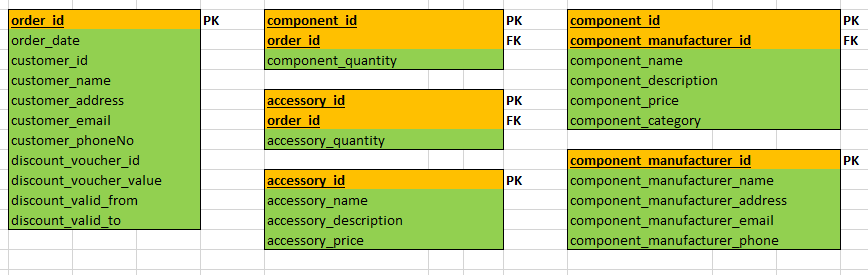 order_id PK
order_date
customer_id
customer_name
customer_address
customer_email
customer_phoneNo
discount_voucher_id
discount_voucher_value
discount_valid_from
discount_valid_to
component_id PK
order_id FK
component_quantity
accessory_id PK
order_id FK
accessory_quantity
accessory_id PK
accessory_name
accessory_description
accessory_price
component_id PK
component_manufacturer_id FK
component_name
component_description
component_price
component_category
component_manufacturer_id PK
component_manufacturer_name
component_manufacturer_address
component_manufacturer_email
component_manufacturer_phone